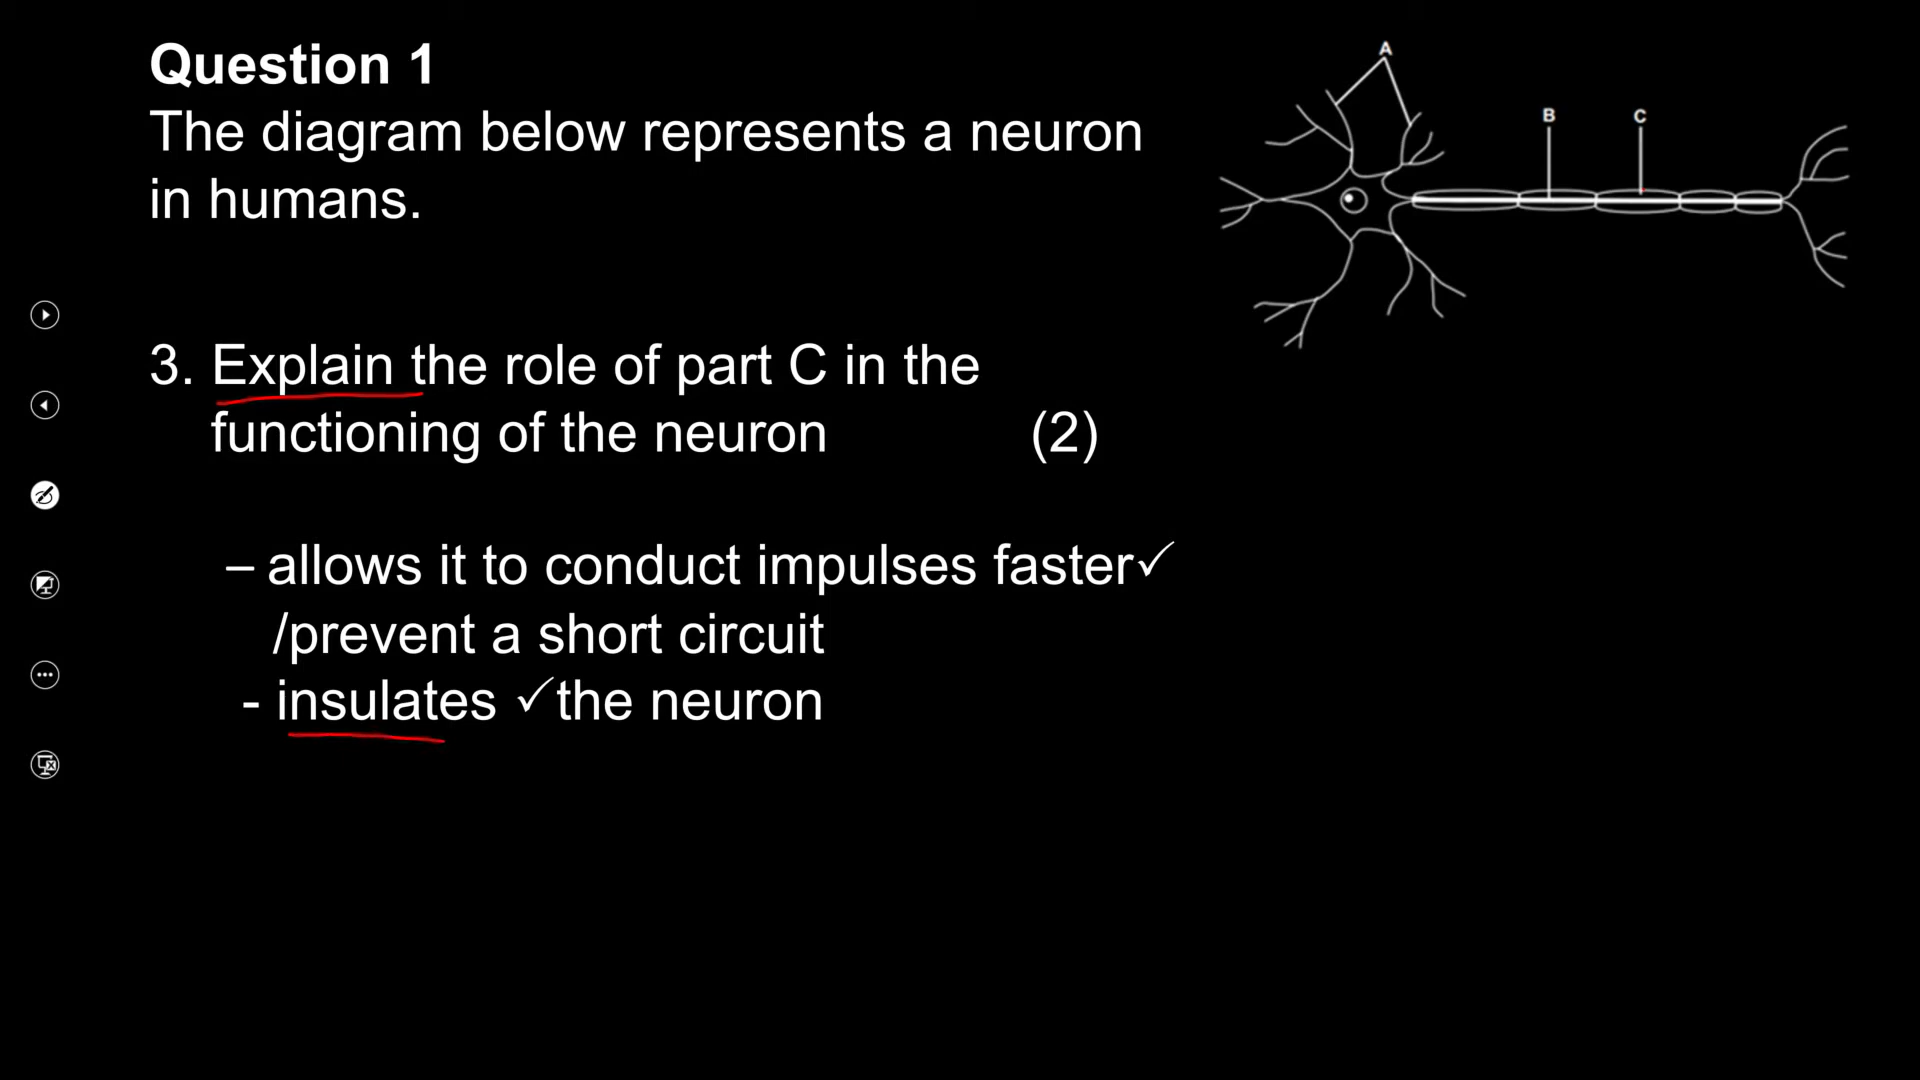 Question 1
The diagram below represents a neuron
in humans.
A
B
C
3. Explain the role of part C in the
functioning of the neuron (2)
– allows it to conduct impulses faster✓
/prevent a short circuit
- insulates ✓the neuron